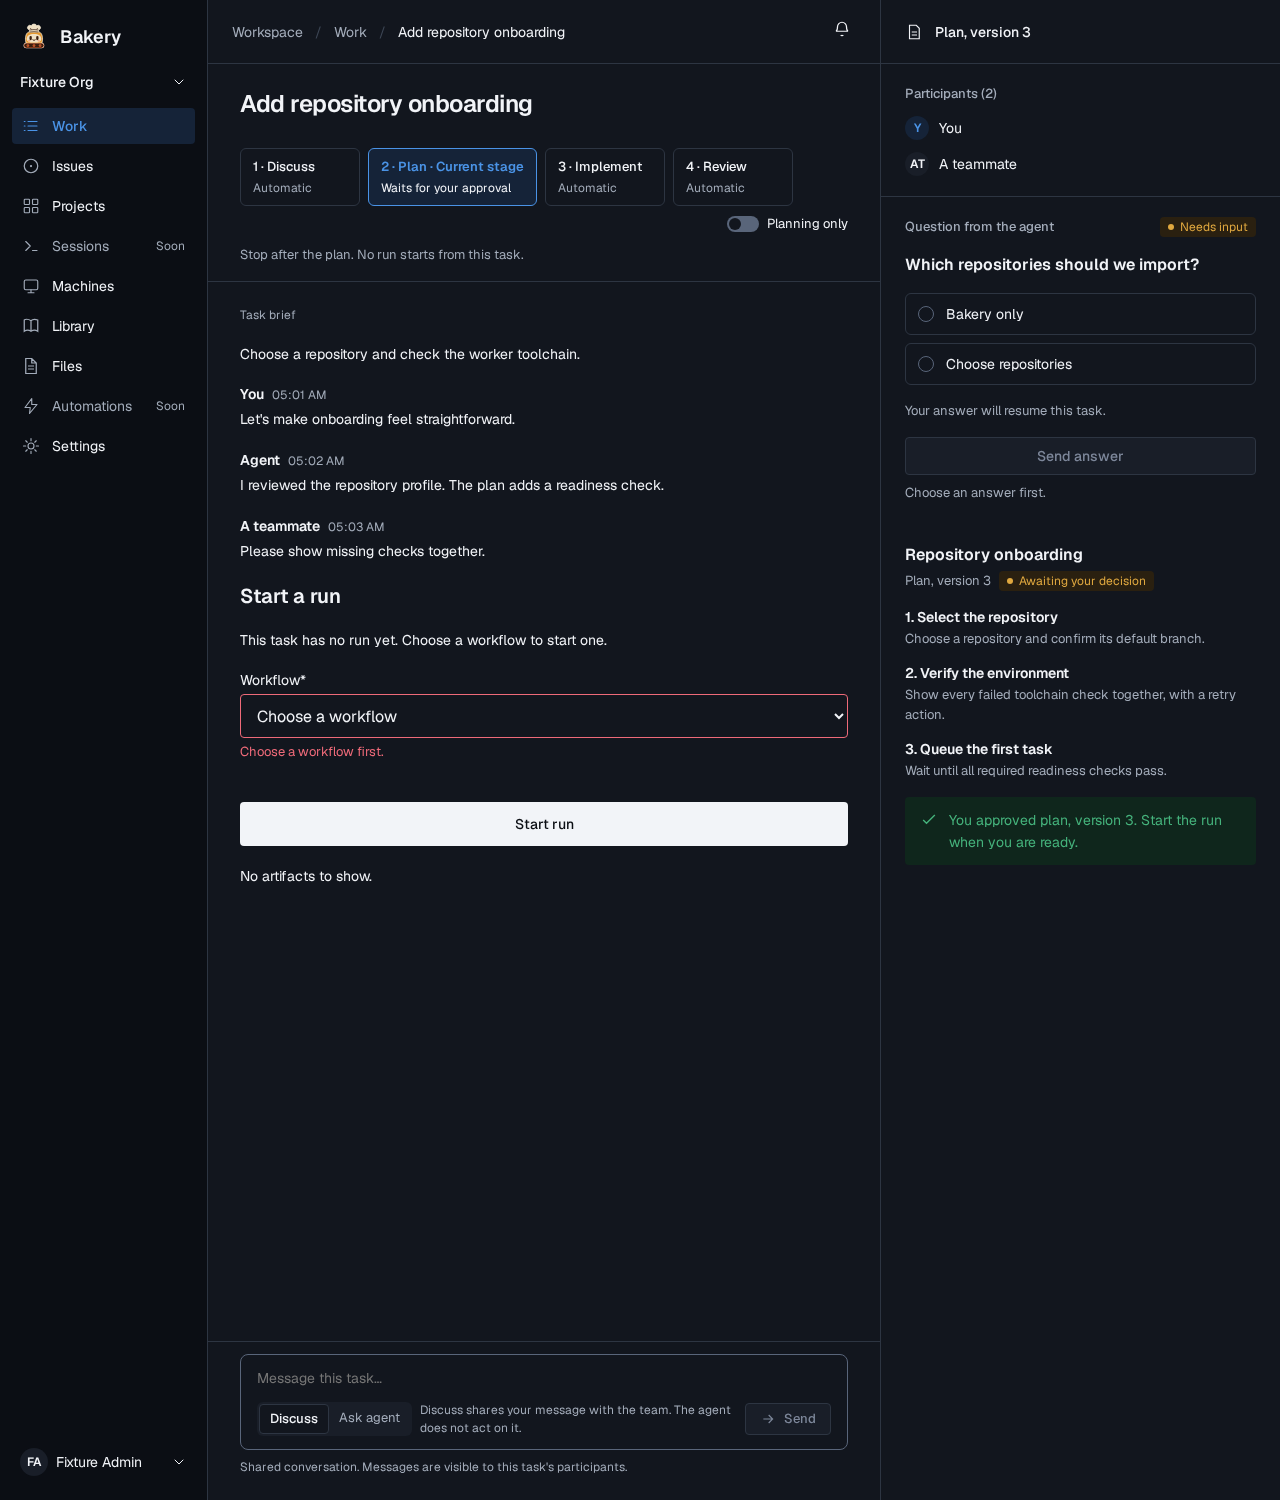 Bakery
Fixture Org
Work
Issues
Projects
Sessions Soon
Machines
Library
Files
Automations Soon
Settings
FA Fixture Admin
Workspace / Work / Add repository onboarding
Add repository onboarding
1 · Discuss
Automatic
2 · Plan · Current stage
Waits for your approval
3 · Implement
Automatic
4 · Review
Automatic
Planning only
Stop after the plan. No run starts from this task.
Task brief
Choose a repository and check the worker toolchain.
You 05:01 AM
Let's make onboarding feel straightforward.
Agent 05:02 AM
I reviewed the repository profile. The plan adds a readiness check.
A teammate 05:03 AM
Please show missing checks together.
Start a run
This task has no run yet. Choose a workflow to start one.
Workflow*
Choose a workflow
Choose a workflow first.
Start run
No artifacts to show.
Message this task...
Discuss Ask agent
Discuss shares your message with the team. The agent
does not act on it.
Send
Shared conversation. Messages are visible to this task's participants.
Plan, version 3
Participants (2)
Y You
AT A teammate
Question from the agent Needs input
Which repositories should we import?
Bakery only
Choose repositories
Your answer will resume this task.
Send answer
Choose an answer first.
Repository onboarding
Plan, version 3 Awaiting your decision
1. Select the repository
Choose a repository and confirm its default branch.
2. Verify the environment
Show every failed toolchain check together, with a retry
action.
3. Queue the first task
Wait until all required readiness checks pass.
You approved plan, version 3. Start the run
when you are ready.